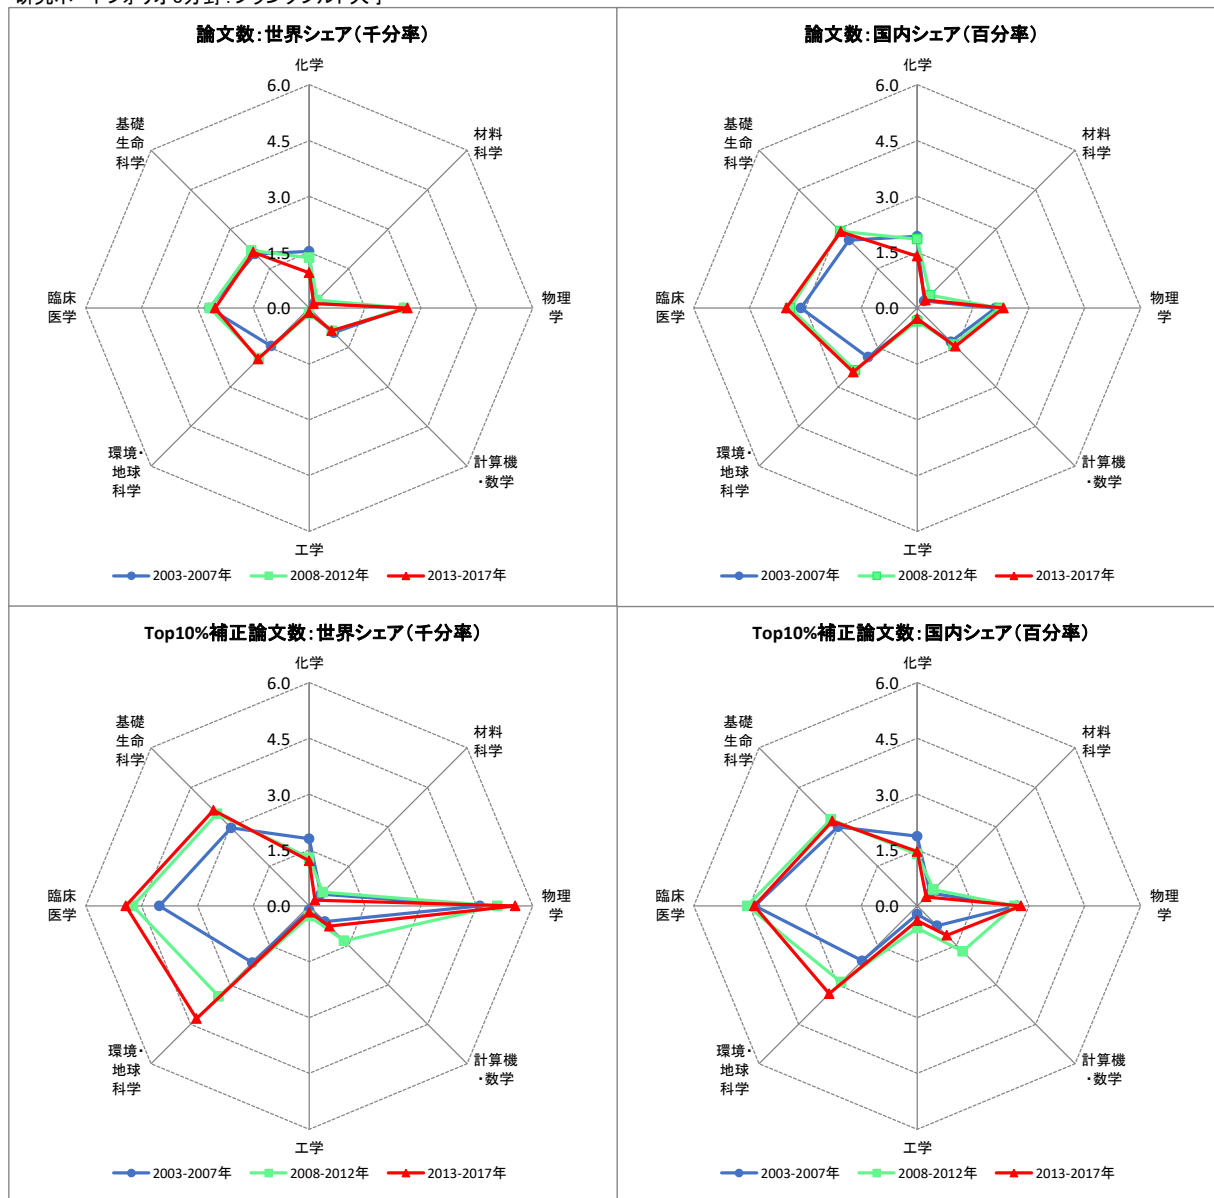 論文数：世界シェア（千分率）
化学
6.0
4.5
3.0
1.5
0.0
材料
科学
物理
学
計算機
・数学
工学
環境・
地球
科学
臨床
医学
基礎
生命
科学
2003-2007年
2008-2012年
2013-2017年
論文数：国内シェア（百分率）
化学
6.0
4.5
3.0
1.5
0.0
材料
科学
物理
学
計算機
・数学
工学
環境・
地球
科学
臨床
医学
基礎
生命
科学
2003-2007年
2008-2012年
2013-2017年
Top10%補正論文数：世界シェア（千分率）
化学
6.0
4.5
3.0
1.5
0.0
材料
科学
物理
学
計算機
・数学
工学
環境・
地球
科学
臨床
医学
基礎
生命
科学
2003-2007年
2008-2012年
2013-2017年
Top10%補正論文数：国内シェア（百分率）
化学
6.0
4.5
3.0
1.5
0.0
材料
科学
物理
学
計算機
・数学
工学
環境・
地球
科学
臨床
医学
基礎
生命
科学
2003-2007年
2008-2012年
2013-2017年